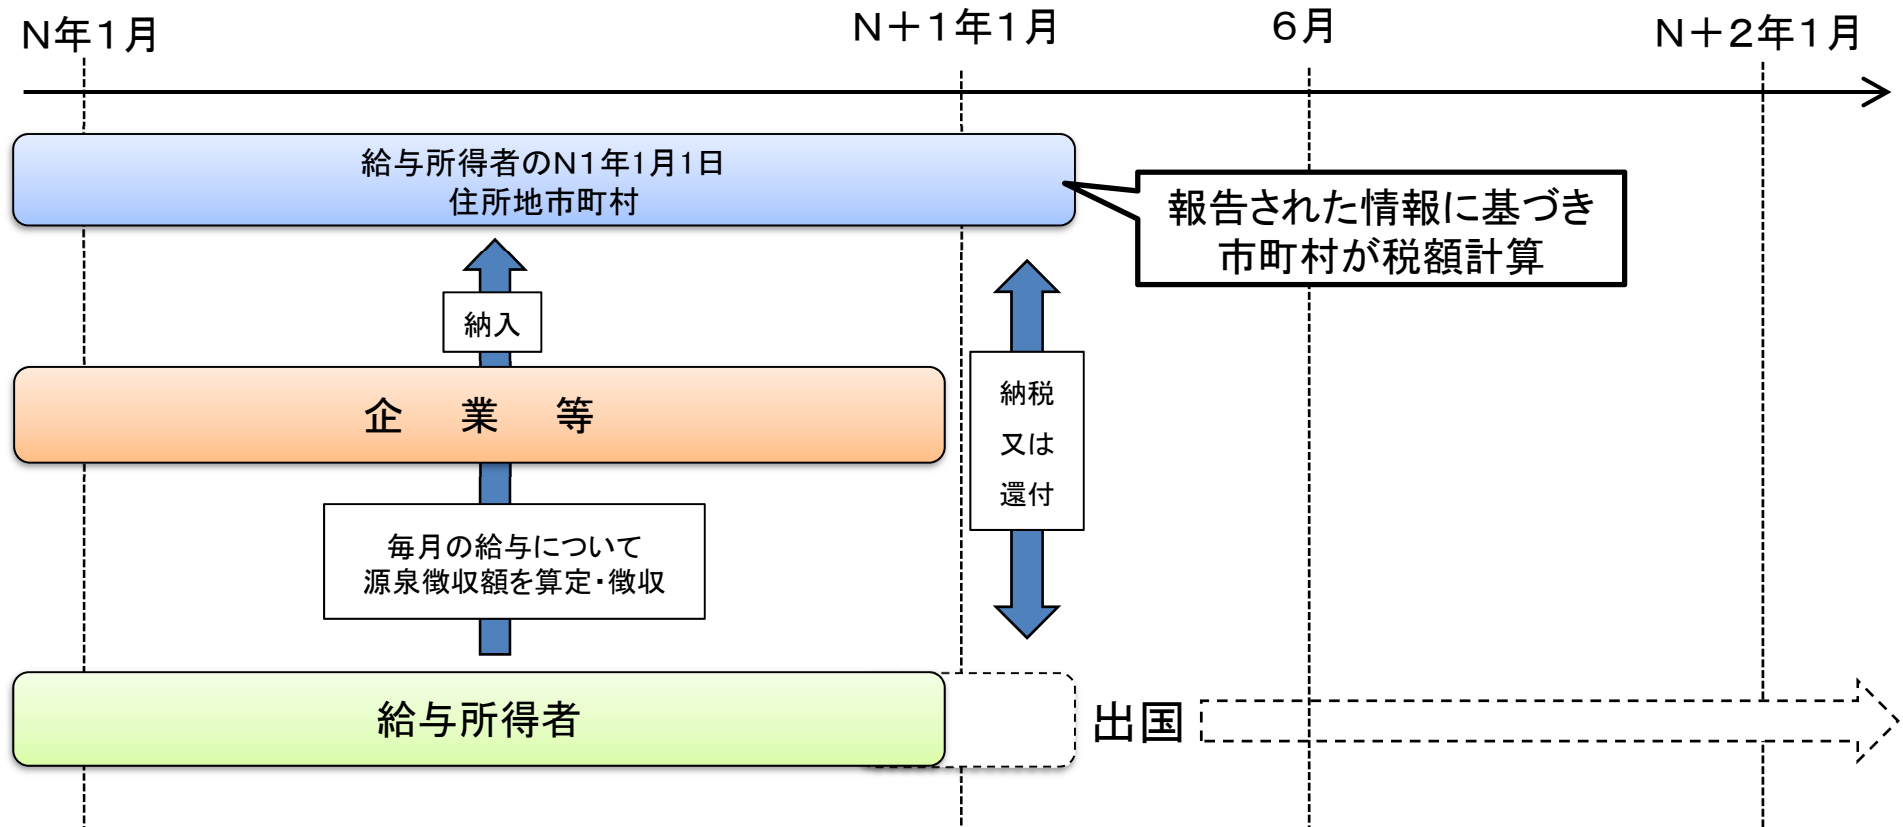 N年1月
N+1年1月
6月
N+2年1月
給与所得者のN1年1月1日
住所地市町村
報告された情報に基づき
市町村が税額計算
納入
企業等
納税
又は
還付
毎月の給与について
源泉徴収額を算定・徴収
給与所得者
出国